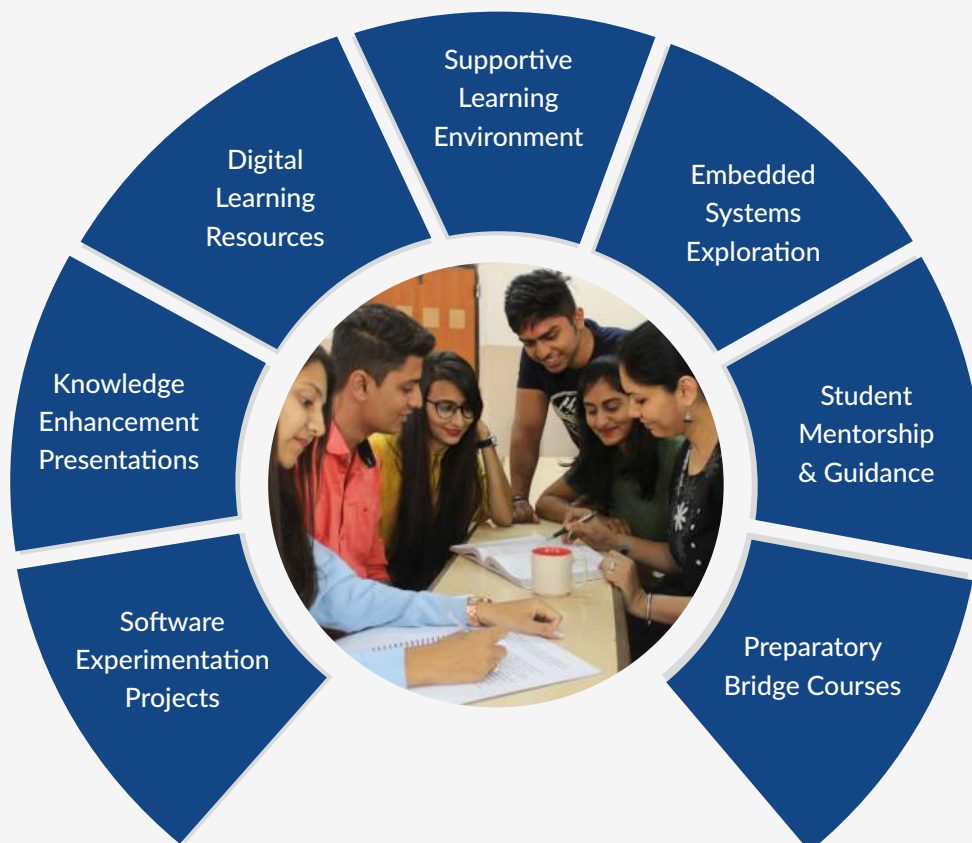 Supportive
Learning
Environment
Digital
Learning
Resources
Embedded
Systems
Exploration
Knowledge
Enhancement
Presentations
Student
Mentorship
& Guidance
Software
Experimentation
Projects
Preparatory
Bridge Courses